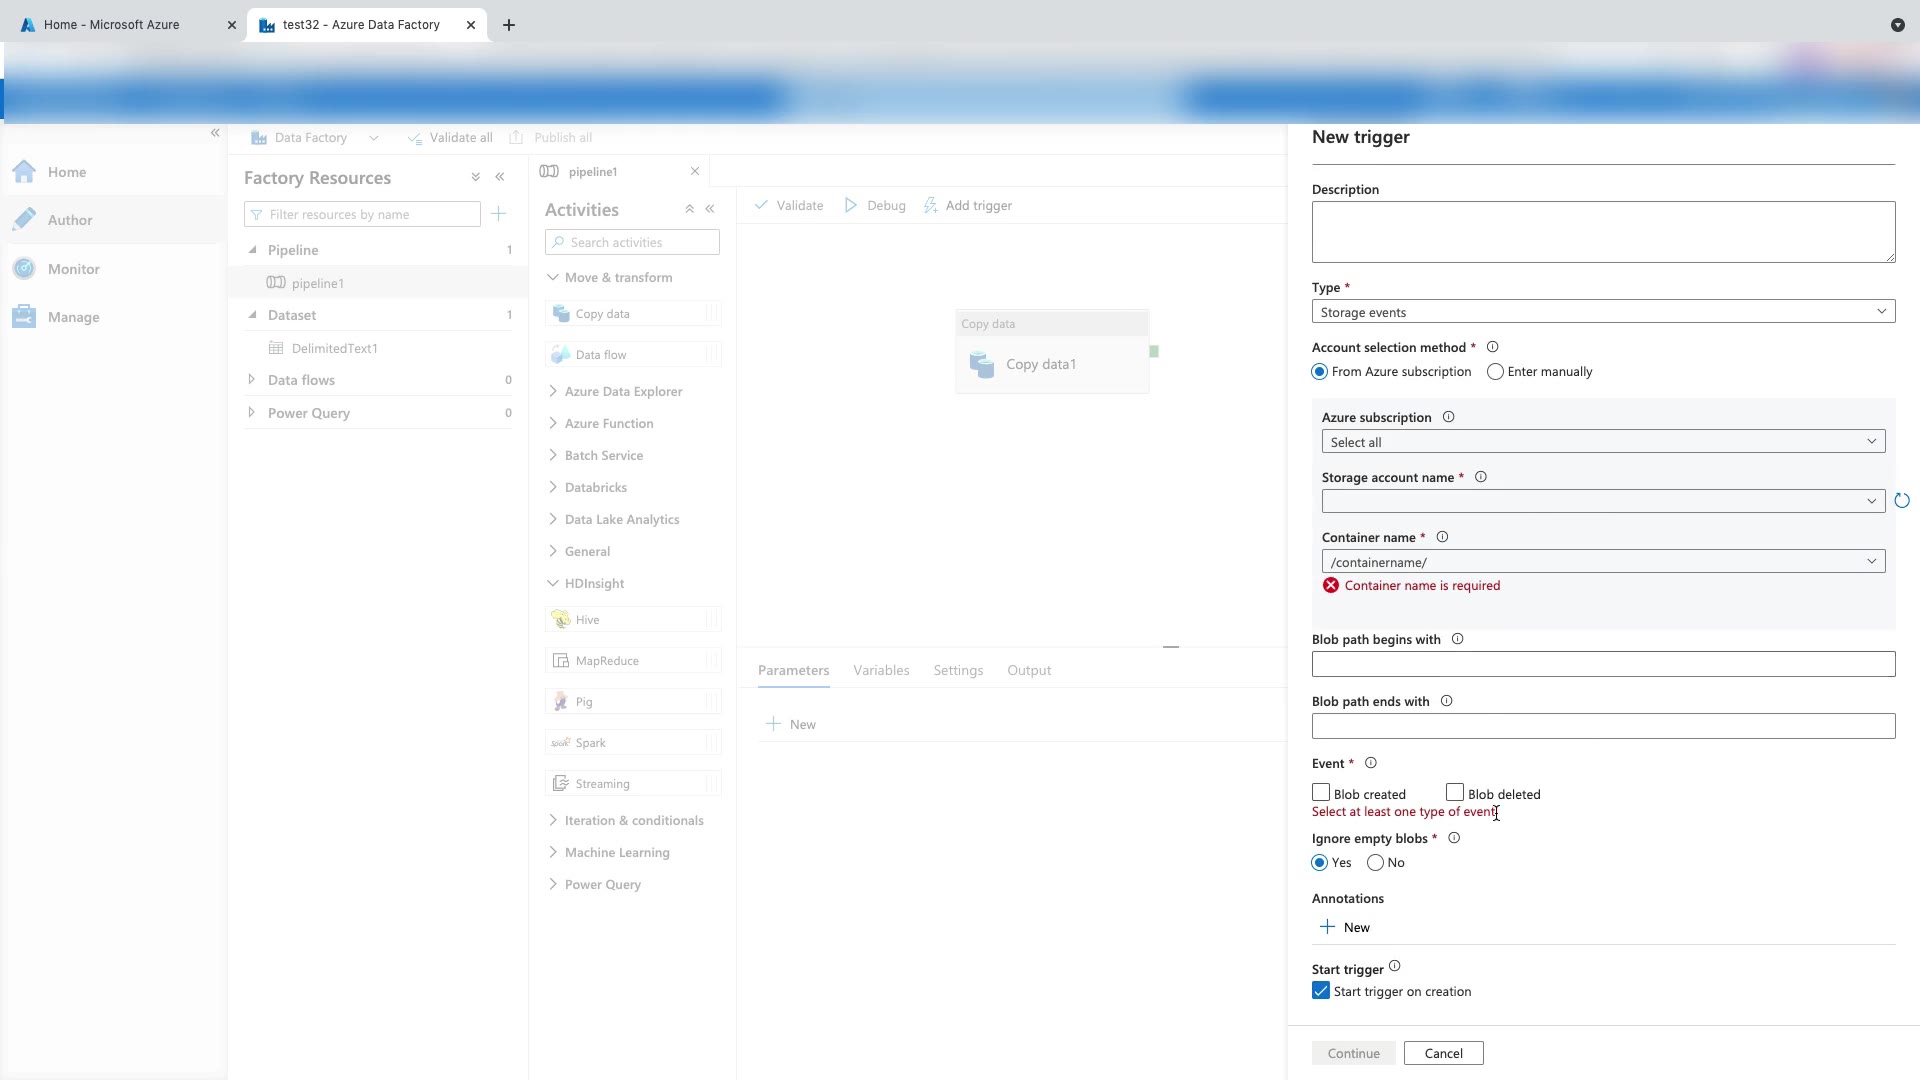 Home - Microsoft Azure
test32 - Azure Data Factory
Data Factory
Validate all
Publish all
Home
Author
Monitor
Manage
Factory Resources
Filter resources by name
Pipeline 1
pipeline1
Dataset 1
DelimitedText1
Data flows 0
Power Query 0
pipeline1
Activities
Search activities
Move & transform
Copy data
Data flow
Azure Data Explorer
Azure Function
Batch Service
Databricks
Data Lake Analytics
General
HDInsight
Hive
MapReduce
Pig
Spark
Streaming
Iteration & conditionals
Machine Learning
Power Query
Validate Debug Add trigger
Copy data
Copy data1
Parameters Variables Settings Output
New
New trigger
Description
Type *
Storage events
Account selection method *
From Azure subscription Enter manually
Azure subscription
Select all
Storage account name *
Container name *
/containername/
Container name is required
Blob path begins with
Blob path ends with
Event *
Blob created Blob deleted
Select at least one type of event
Ignore empty blobs *
Yes No
Annotations
New
Start trigger
Start trigger on creation
Continue Cancel